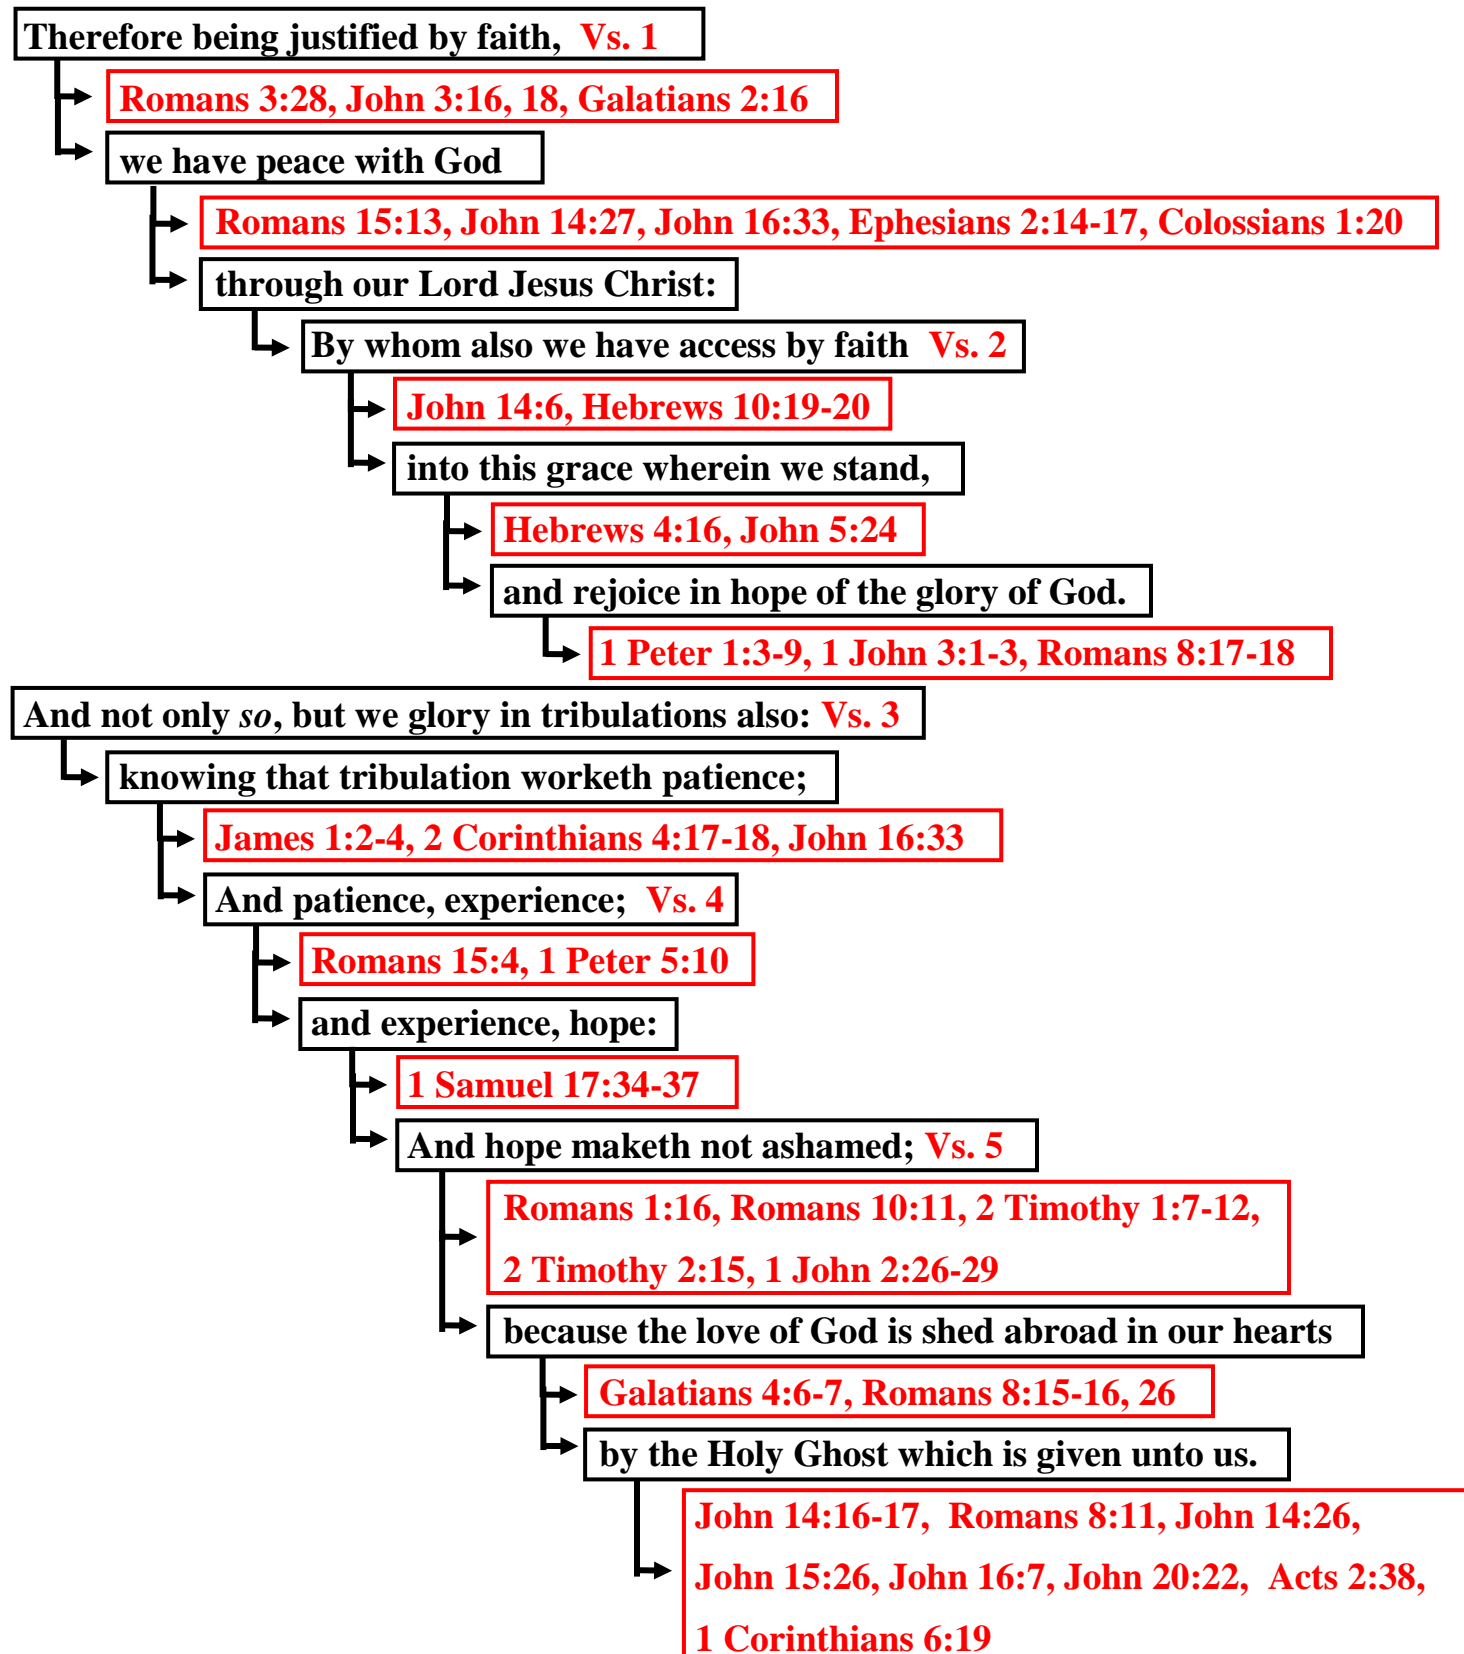 Therefore being justified by faith, Vs. 1
Romans 3:28, John 3:16, 18, Galatians 2:16
we have peace with God
Romans 15:13, John 14:27, John 16:33, Ephesians 2:14-17, Colossians 1:20
through our Lord Jesus Christ:
By whom also we have access by faith Vs. 2
John 14:6, Hebrews 10:19-20
into this grace wherein we stand,
Hebrews 4:16, John 5:24
and rejoice in hope of the glory of God.
1 Peter 1:3-9, 1 John 3:1-3, Romans 8:17-18
And not only so, but we glory in tribulations also: Vs. 3
knowing that tribulation worketh patience;
James 1:2-4, 2 Corinthians 4:17-18, John 16:33
And patience, experience; Vs. 4
Romans 15:4, 1 Peter 5:10
and experience, hope:
1 Samuel 17:34-37
And hope maketh not ashamed; Vs. 5
Romans 1:16, Romans 10:11, 2 Timothy 1:7-12,
2 Timothy 2:15, 1 John 2:26-29
because the love of God is shed abroad in our hearts
Galatians 4:6-7, Romans 8:15-16, 26
by the Holy Ghost which is given unto us.
John 14:16-17, Romans 8:11, John 14:26,
John 15:26, John 16:7, John 20:22, Acts 2:38,
1 Corinthians 6:19